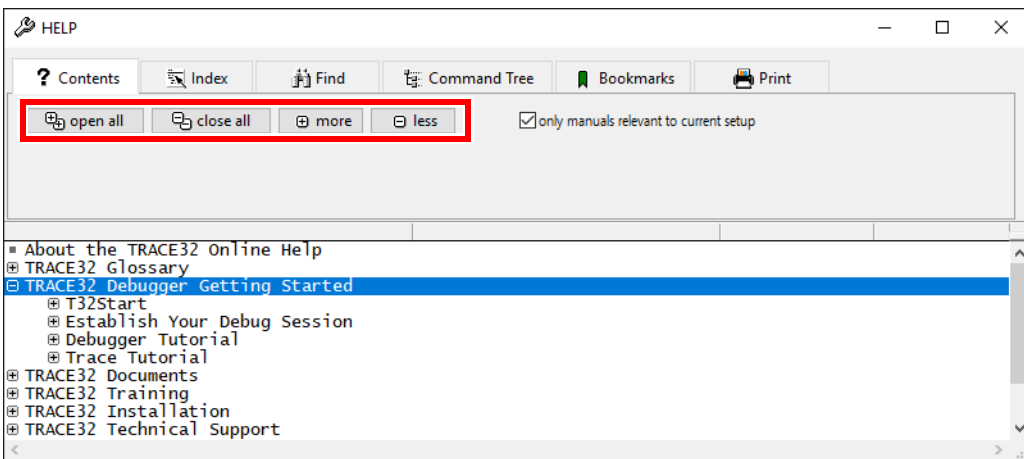 HELP
? Contents Index Find Command Tree Bookmarks Print
open all close all more less only manuals relevant to current setup
About the TRACE32 Online Help
TRACE32 Glossary
TRACE32 Debugger Getting Started
T32Start
Establish Your Debug Session
Debugger Tutorial
Trace Tutorial
TRACE32 Documents
TRACE32 Training
TRACE32 Installation
TRACE32 Technical Support